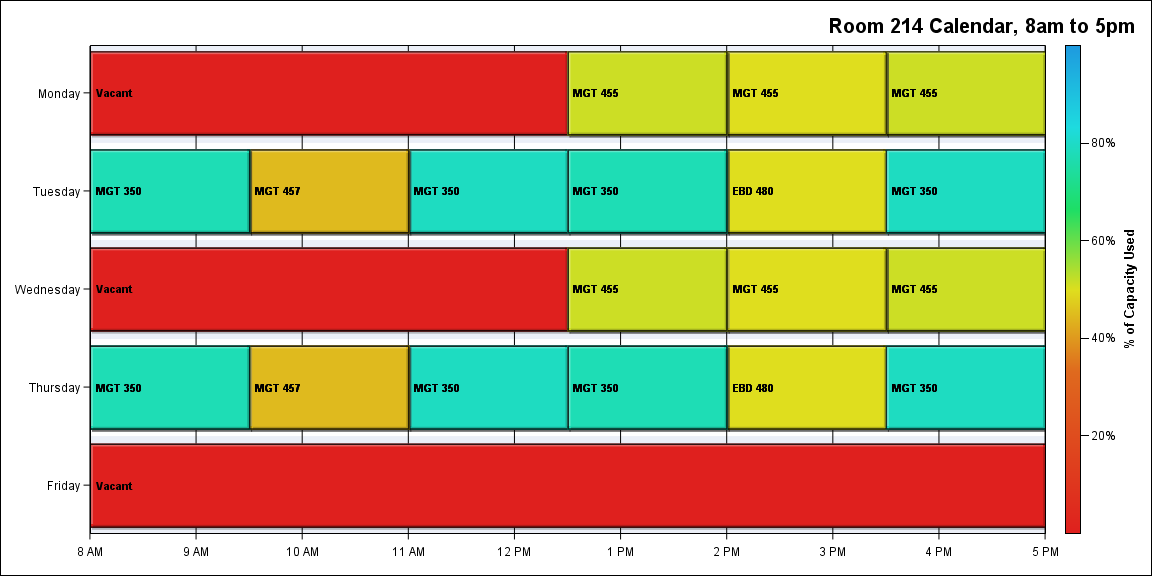 Room 214 Calendar, 8am to 5pm
Monday
Vacant
MGT 455
MGT 455
MGT 455
Tuesday
MGT 350
MGT 457
MGT 350
MGT 350
EBD 480
MGT 350
Wednesday
Vacant
MGT 455
MGT 455
MGT 455
Thursday
MGT 350
MGT 457
MGT 350
MGT 350
EBD 480
MGT 350
Friday
Vacant
8 AM
9 AM
10 AM
11 AM
12 PM
1 PM
2 PM
3 PM
4 PM
5 PM
80%
60%
40%
20%
% of Capacity Used